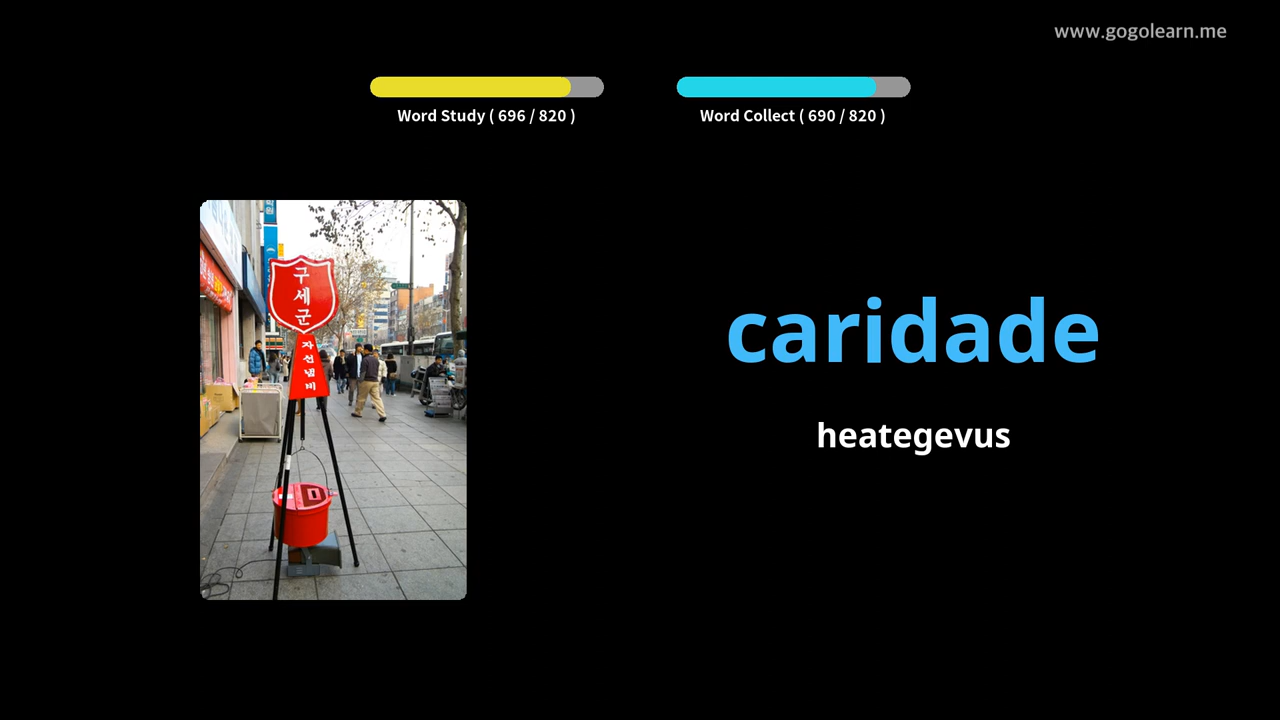 www.gogolearn.me
Word Study ( 696 / 820 )
Word Collect ( 690 / 820 )
구세군
자선냄비
caridade
heategevus